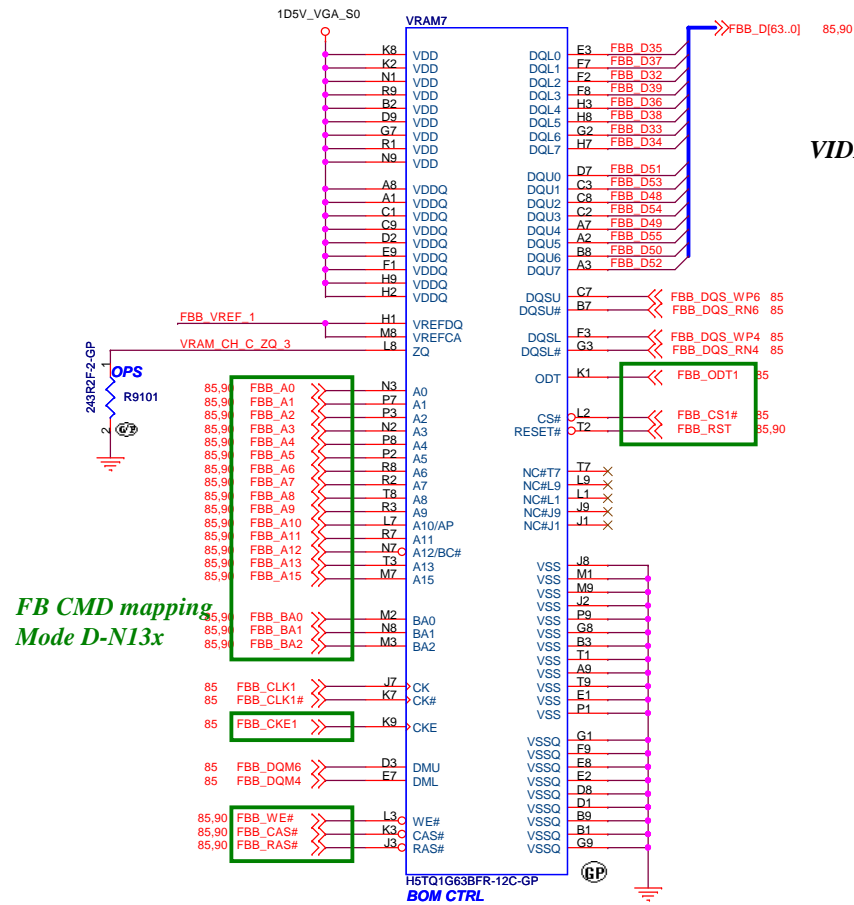 1D5V_VGA_S0
VRAM7
FBB_D[63..0] 85,90
K8 VDD
K2 VDD
N1 VDD
R9 VDD
B2 VDD
D9 VDD
G7 VDD
R1 VDD
N9 VDD
A8 VDDQ
A1 VDDQ
C1 VDDQ
C9 VDDQ
D2 VDDQ
E9 VDDQ
F1 VDDQ
H9 VDDQ
H2 VDDQ
FBB_VREF_1 H1 VREFDQ
M8 VREFCA
VRAM_CH_C_ZQ_3 L8 ZQ
243R2F-2-GP
1
OPS
R9101
2
G/P
85,90 FBB_A0 N3 A0
85,90 FBB_A1 P7 A1
85,90 FBB_A2 P3 A2
85,90 FBB_A3 N2 A3
85,90 FBB_A4 P8 A4
85,90 FBB_A5 P2 A5
85,90 FBB_A6 R8 A6
85,90 FBB_A7 R2 A7
85,90 FBB_A8 T8 A8
85,90 FBB_A9 R3 A9
85,90 FBB_A10 L7 A10/AP
85,90 FBB_A11 R7 A11
85,90 FBB_A12 N7 A12/BC#
85,90 FBB_A13 T3 A13
85,90 FBB_A15 M7 A15
FB CMD mapping
Mode D-N13x
85,90 FBB_BA0 M2 BA0
85,90 FBB_BA1 N8 BA1
85,90 FBB_BA2 M3 BA2
85 FBB_CLK1 J7 CK
85 FBB_CLK1# K7 CK#
85 FBB_CKE1 K9 CKE
85 FBB_DQM6 D3 DMU
85 FBB_DQM4 E7 DML
85,90 FBB_WE# L3 WE#
85,90 FBB_CAS# K3 CAS#
85,90 FBB_RAS# J3 RAS#
DQL0 E3 FBB_D35
DQL1 F7 FBB_D37
DQL2 F2 FBB_D32
DQL3 F8 FBB_D39
DQL4 H3 FBB_D36
DQL5 H8 FBB_D38
DQL6 G2 FBB_D33
DQL7 H7 FBB_D34
VID
DQU0 D7 FBB_D51
DQU1 C3 FBB_D53
DQU2 C8 FBB_D48
DQU3 C2 FBB_D54
DQU4 A7 FBB_D49
DQU5 A2 FBB_D55
DQU6 B8 FBB_D50
DQU7 A3 FBB_D52
DQSU C7 FBB_DQS_WP6 85
DQSU# B7 FBB_DQS_RN6 85
DQSL F3 FBB_DQS_WP4 85
DQSL# G3 FBB_DQS_RN4 85
ODT K1 FBB_ODT1 85
CS# L2 FBB_CS1# 85
RESET# T2 FBB_RST 85,90
NC#T7 T7
NC#L9 L9
NC#L1 L1
NC#J9 J9
NC#J1 J1
VSS J8
VSS M1
VSS M9
VSS J2
VSS P9
VSS G8
VSS B3
VSS T1
VSS A9
VSS T9
VSS E1
VSS P1
VSSQ G1
VSSQ F9
VSSQ E8
VSSQ E2
VSSQ D8
VSSQ D1
VSSQ B9
VSSQ B1
VSSQ G9
H5TQ1G63BFR-12C-GP
BOM CTRL
GP